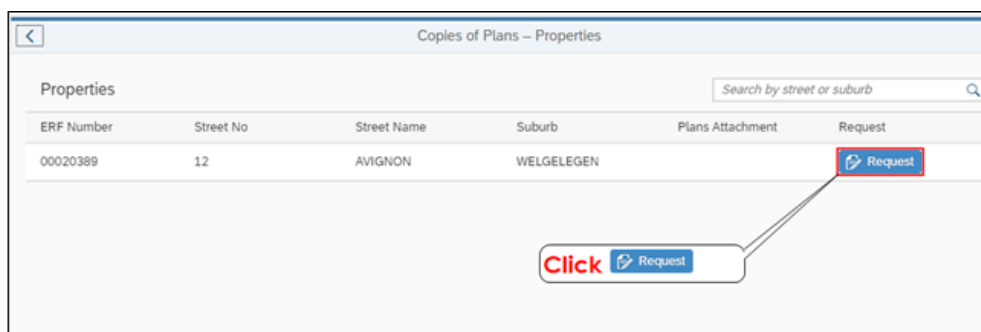 Copies of Plans – Properties
Properties
Search by street or suburb
ERF Number Street No Street Name Suburb Plans Attachment Request
00020389 12 AVIGNON WELGELEGEN Request
Click Request